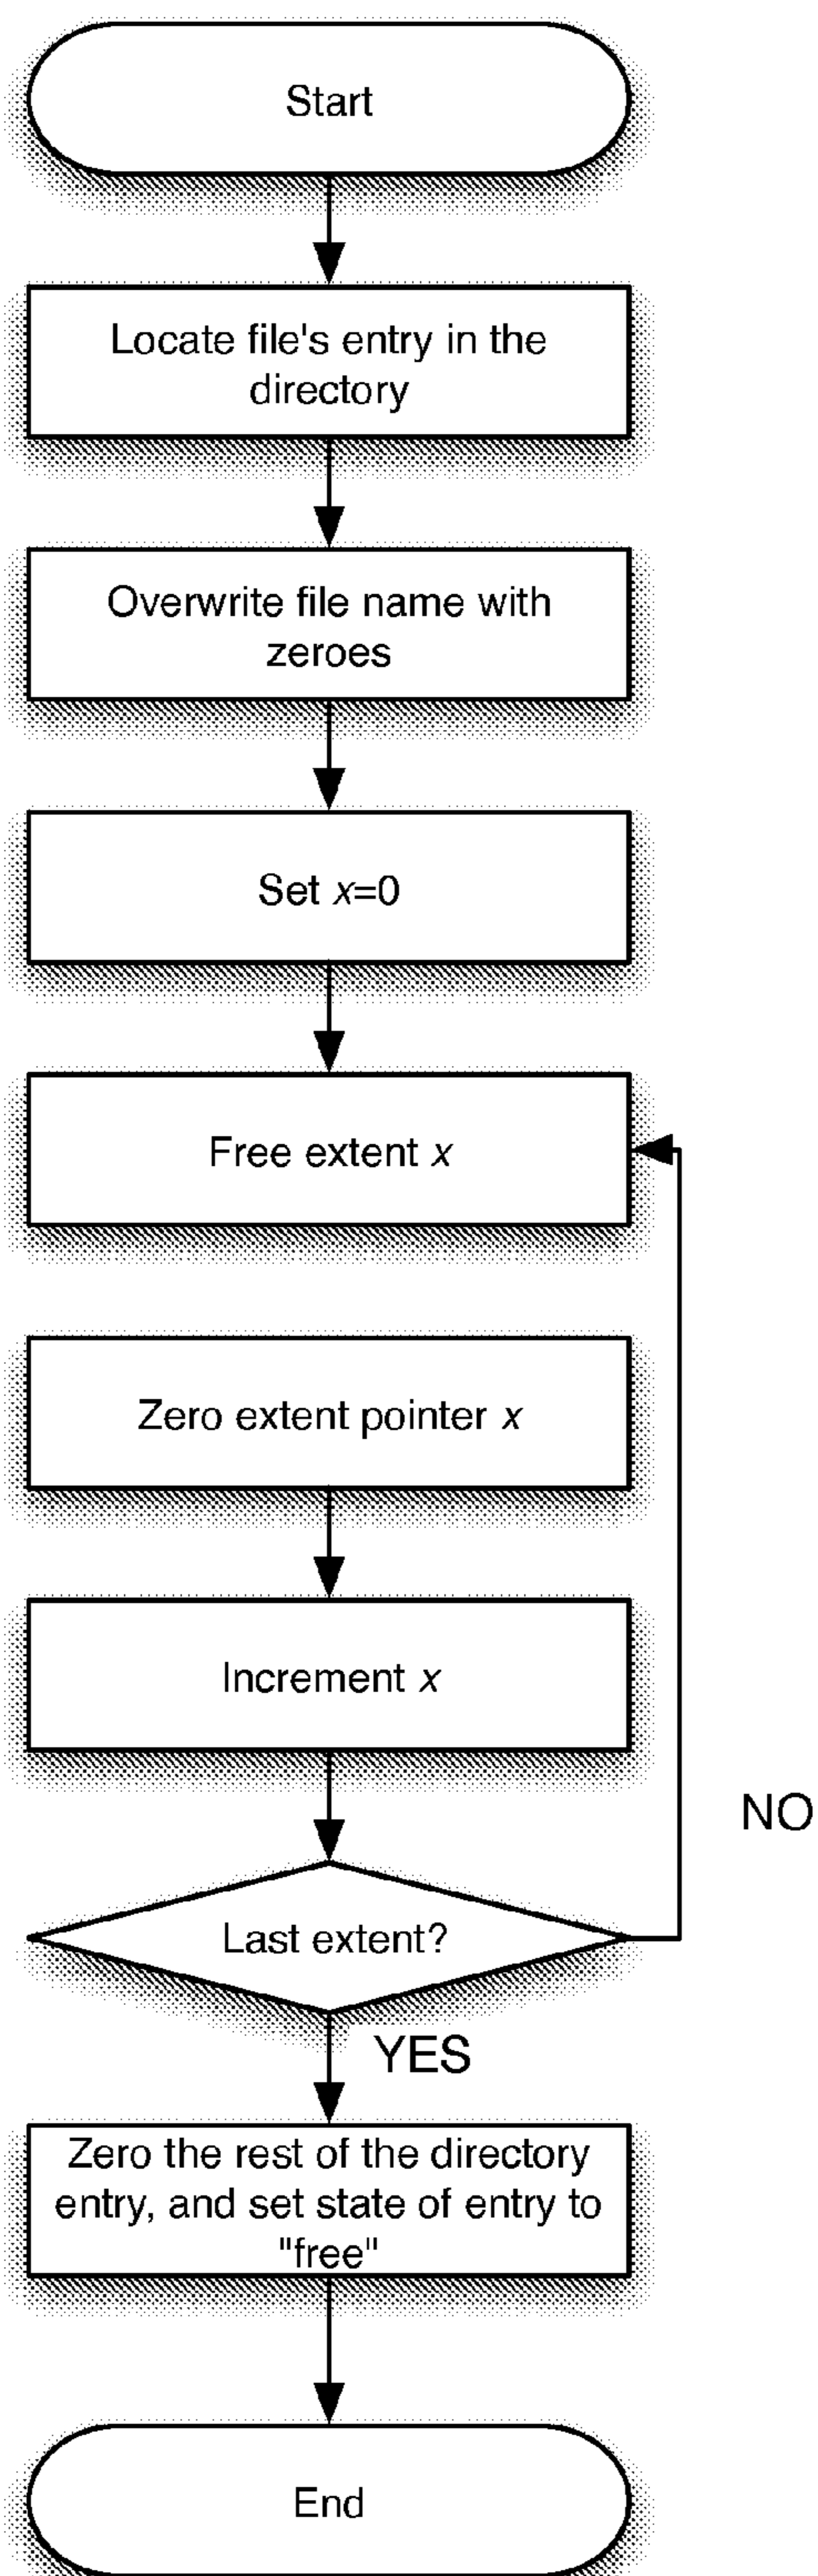 Start
Locate file's entry in the
directory
Overwrite file name with
zeroes
Set x=0
Free extent x
Zero extent pointer x
Increment x
NO
Last extent?
YES
Zero the rest of the directory
entry, and set state of entry to
"free"
End